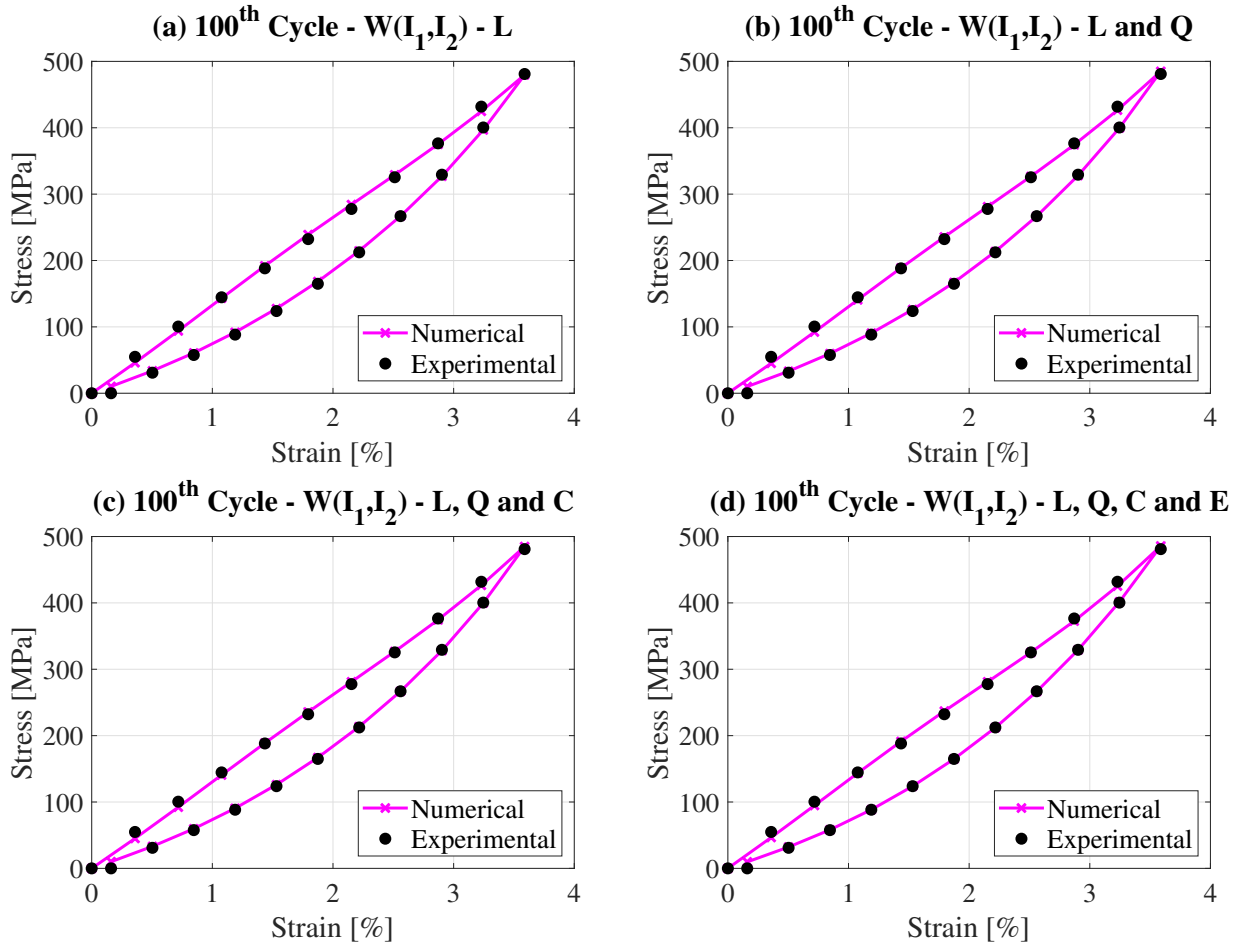 (a) 100th Cycle - W(I1,I2) - L
500
400
300
200
100
0
Stress [MPa]
Numerical
Experimental
0 1 2 3 4
Strain [%]
(b) 100th Cycle - W(I1,I2) - L and Q
500
400
300
200
100
0
Stress [MPa]
Numerical
Experimental
0 1 2 3 4
Strain [%]
(c) 100th Cycle - W(I1,I2) - L, Q and C
500
400
300
200
100
0
Stress [MPa]
Numerical
Experimental
0 1 2 3 4
Strain [%]
(d) 100th Cycle - W(I1,I2) - L, Q, C and E
500
400
300
200
100
0
Stress [MPa]
Numerical
Experimental
0 1 2 3 4
Strain [%]